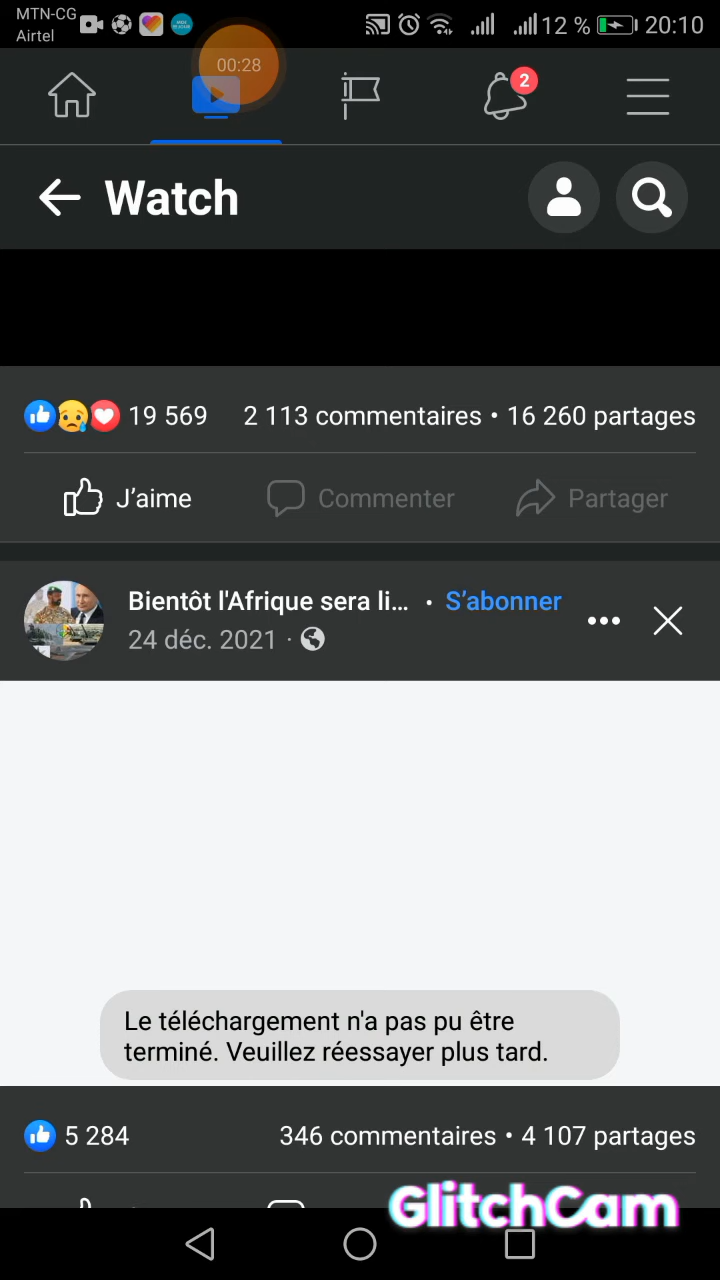 MTN-CG
Airtel
12 %
20:10
00:28
2
Watch
19 569
2 113 commentaires • 16 260 partages
J’aime
Commenter
Partager
Bientôt l'Afrique sera li... • S’abonner
24 déc. 2021 ·
Le téléchargement n'a pas pu être
terminé. Veuillez réessayer plus tard.
5 284
346 commentaires • 4 107 partages
GlitchCam